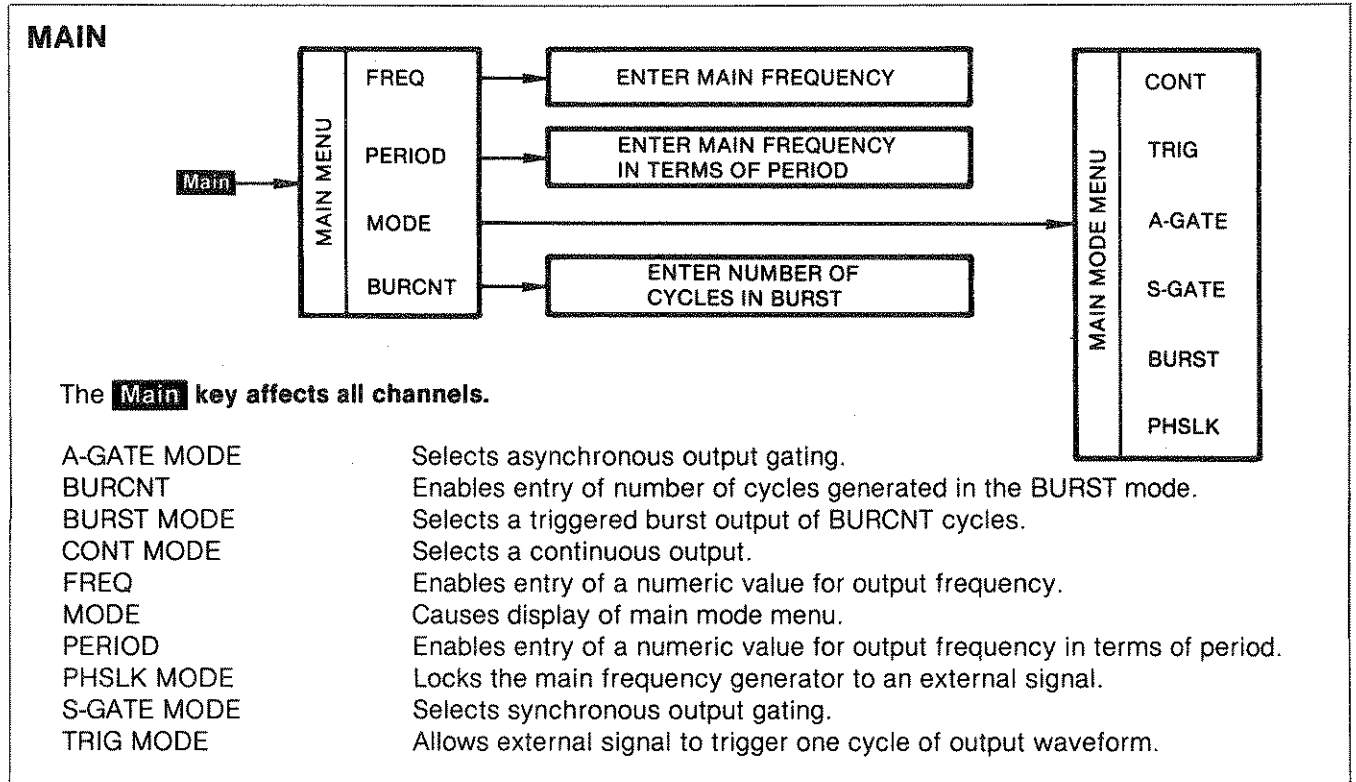 MAIN
Main
MAIN MENU
FREQ
PERIOD
MODE
BURCNT
ENTER MAIN FREQUENCY
ENTER MAIN FREQUENCY
IN TERMS OF PERIOD
ENTER NUMBER OF
CYCLES IN BURST
MAIN MODE MENU
CONT
TRIG
A-GATE
S-GATE
BURST
PHSLK
The Main key affects all channels.
A-GATE MODE Selects asynchronous output gating.
BURCNT Enables entry of number of cycles generated in the BURST mode.
BURST MODE Selects a triggered burst output of BURCNT cycles.
CONT MODE Selects a continuous output.
FREQ Enables entry of a numeric value for output frequency.
MODE Causes display of main mode menu.
PERIOD Enables entry of a numeric value for output frequency in terms of period.
PHSLK MODE Locks the main frequency generator to an external signal.
S-GATE MODE Selects synchronous output gating.
TRIG MODE Allows external signal to trigger one cycle of output waveform.